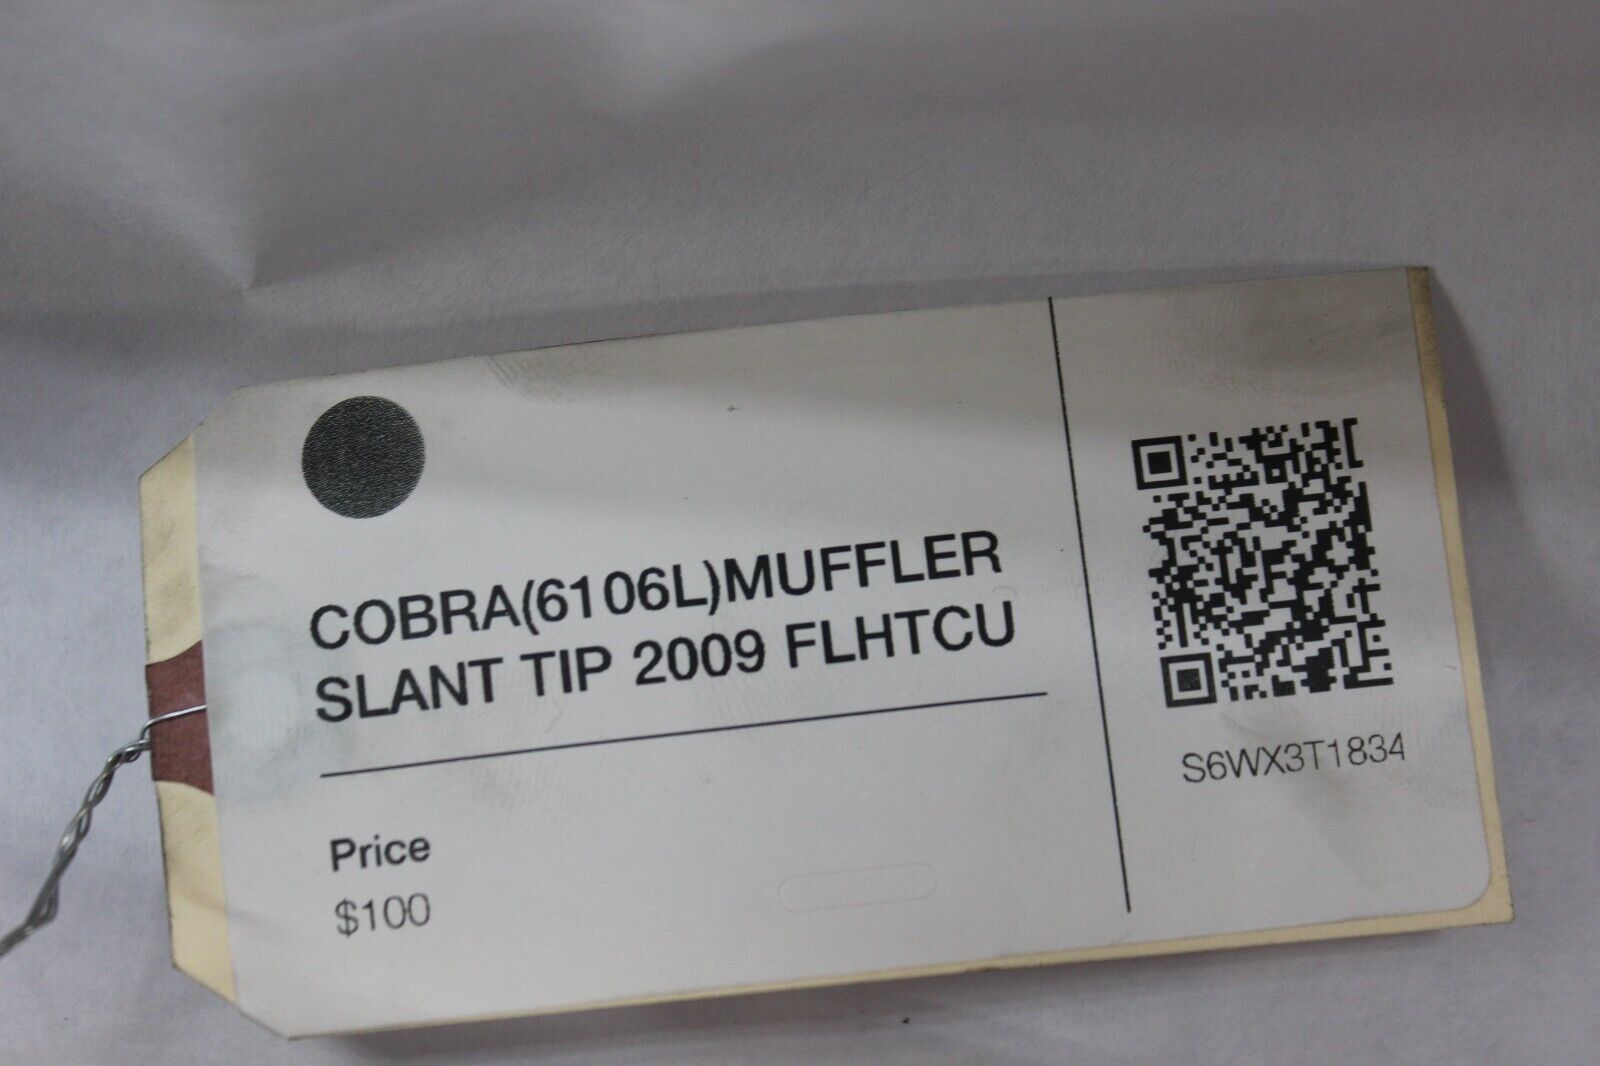 COBRA(6106L)MUFFLER
SLANT TIP 2009 FLHTCU
Price
$100
S6WX3T1834